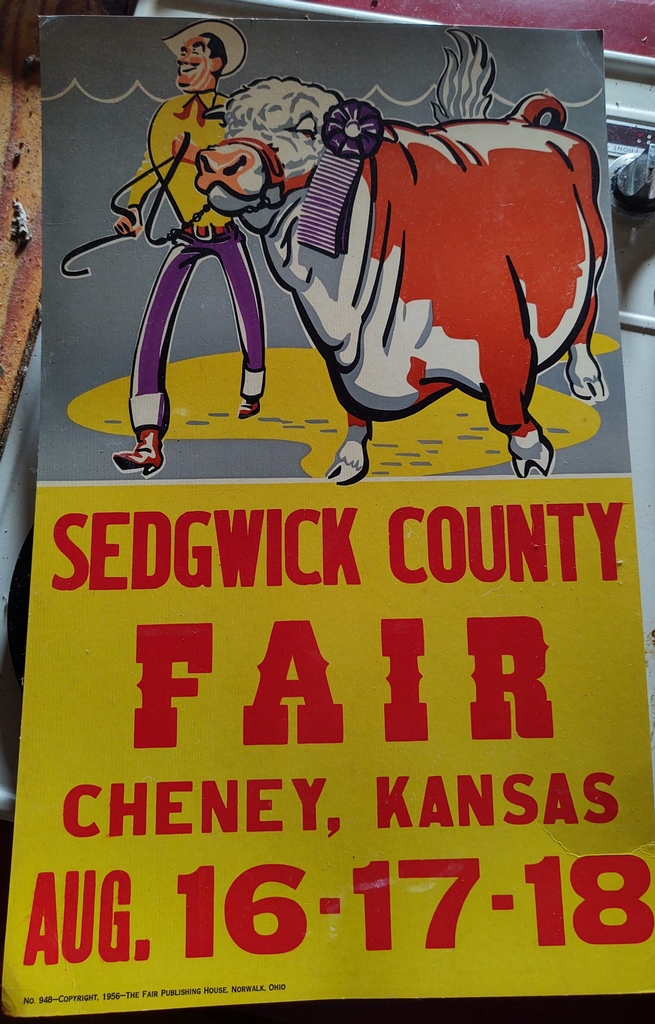 SEDGWICK COUNTY
FAIR
CHENEY, KANSAS
AUG. 16-17-18
No. 948—COPYRIGHT, 1956—THE FAIR PUBLISHING HOUSE, NORWALK, OHIO